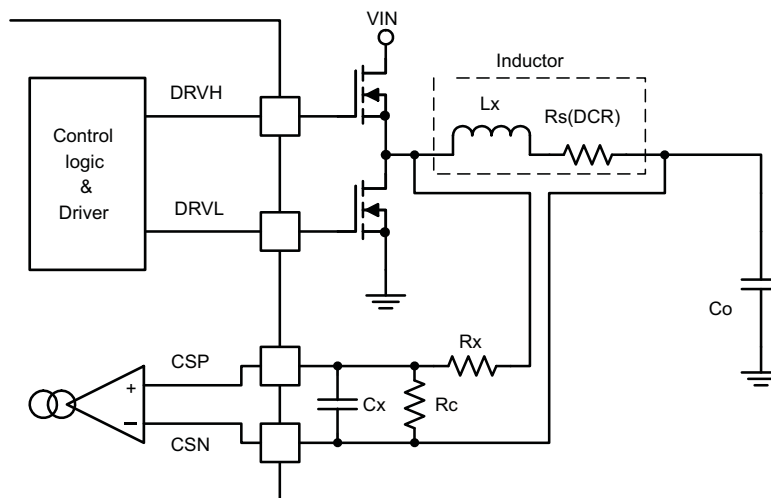 VIN
Inductor
DRVH
Lx
Rs(DCR)
Control
logic
&
Driver
DRVL
Co
Rx
CSP
+
Cx
Rc
−
CSN